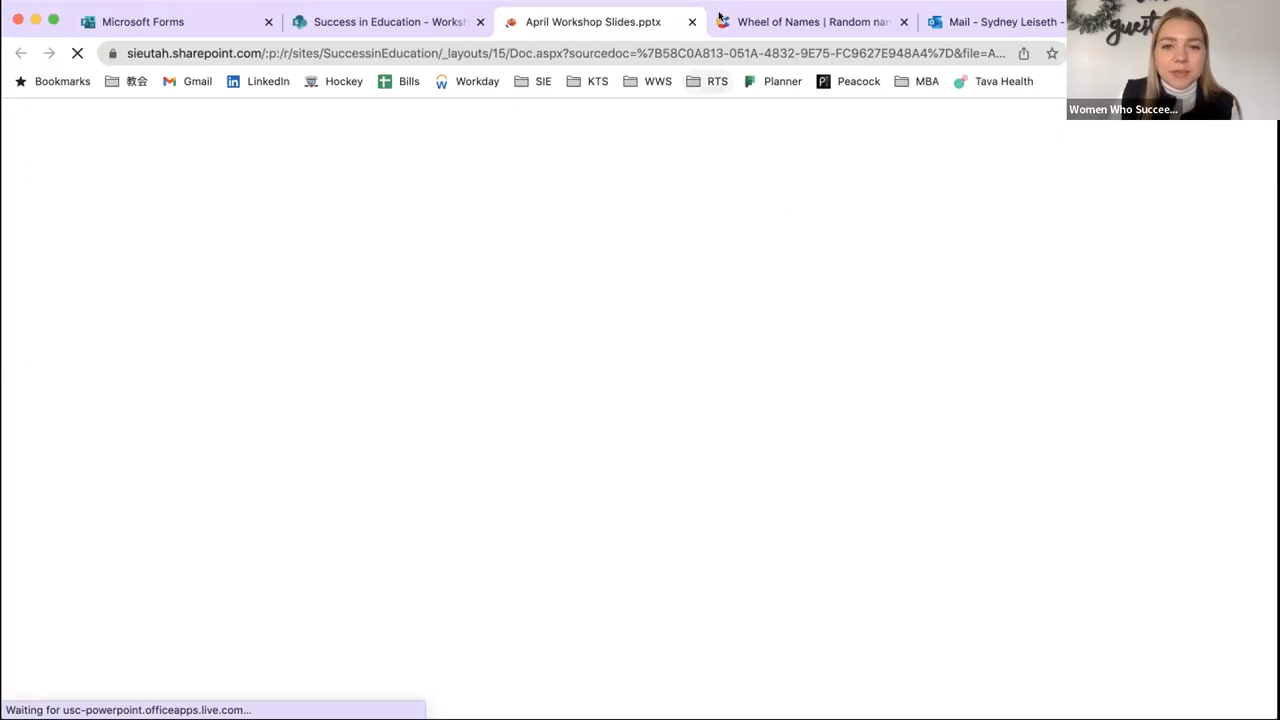 Microsoft Forms
Success in Education - Worksh
April Workshop Slides.pptx
Wheel of Names | Random nam
Mail - Sydney Leiseth -
sieutah.sharepoint.com/:p:/r/sites/SuccessinEducation/_layouts/15/Doc.aspx?sourcedoc=%7B58C0A813-051A-4832-9E75-FC9627E948A4%7D&file=A...
Bookmarks
教会
Gmail
LinkedIn
Hockey
Bills
Workday
SIE
KTS
WWS
RTS
Planner
Peacock
MBA
Tava Health
guest
Women Who Succee...
Waiting for usc-powerpoint.officeapps.live.com...